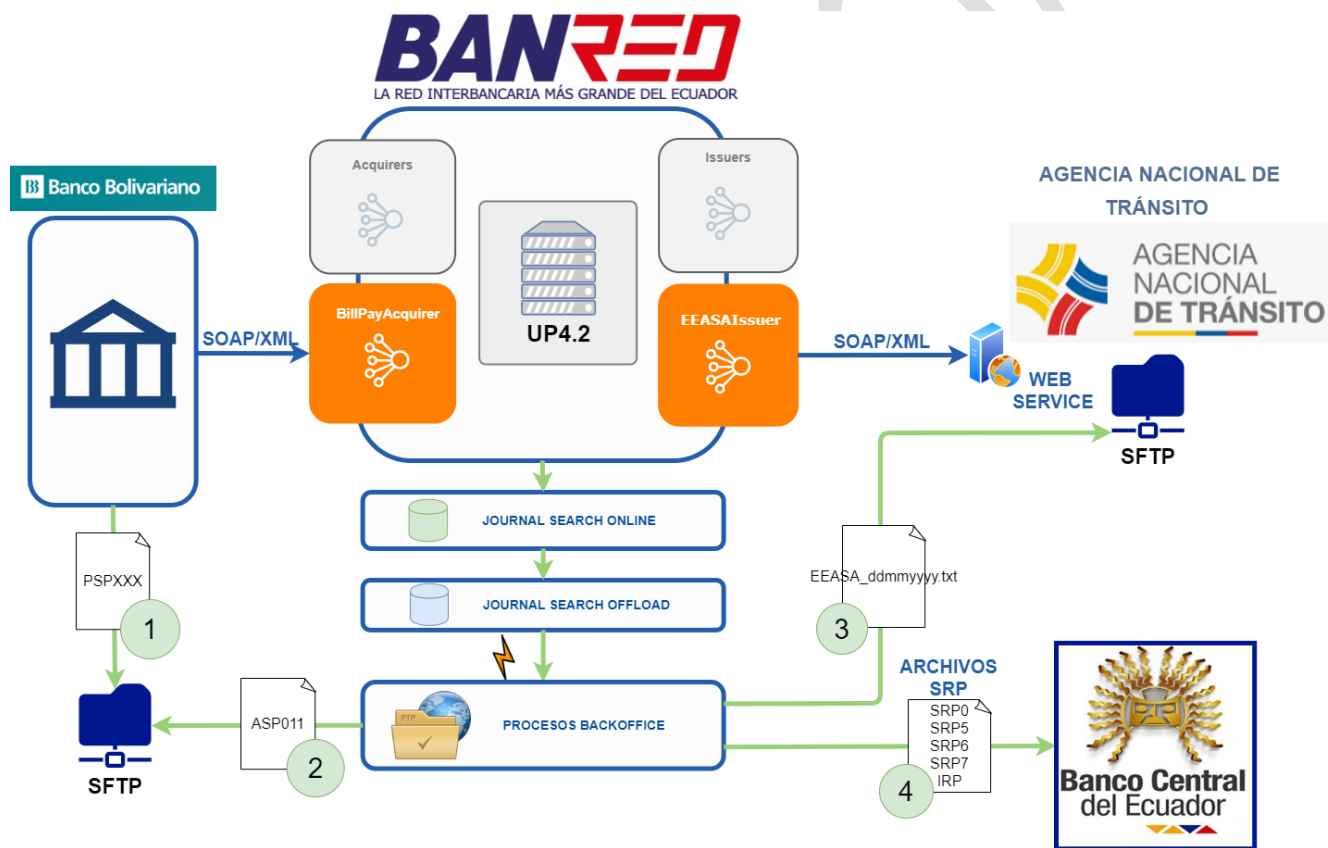 BANRED
LA RED INTERBANCARIA MÁS GRANDE DEL ECUADOR
Banco Bolivariano
Acquirers
Issuers
UP4.2
BillPayAcquirer
EEASAIssuer
SOAP/XML
SOAP/XML
AGENCIA NACIONAL DE
TRÁNSITO
AGENCIA
NACIONAL
DE TRÁNSITO
WEB
SERVICE
SFTP
JOURNAL SEARCH ONLINE
JOURNAL SEARCH OFFLOAD
FTP
PROCESOS BACKOFFICE
PSPXXX
1
SFTP
ASP011
2
EEASA_ddmmyyyy.txt
3
ARCHIVOS
SRP
SRP0
SRP5
SRP6
SRP7
IRP
4
Banco Central
del Ecuador